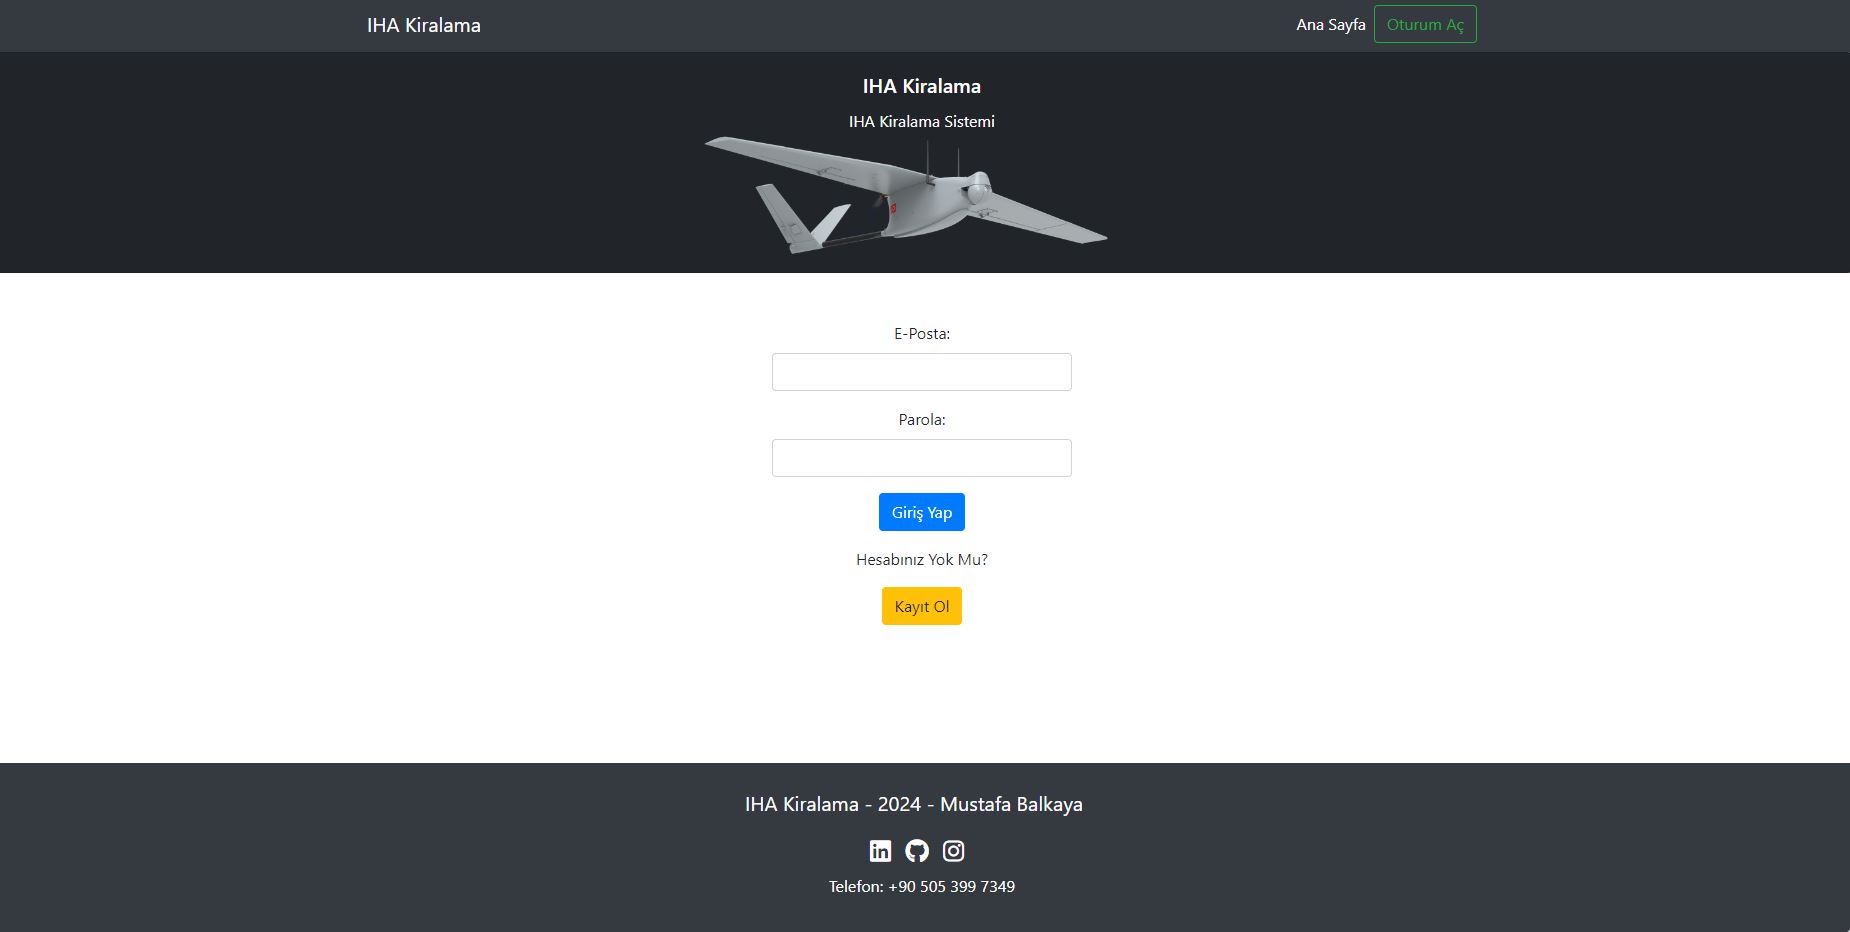 IHA Kiralama
Ana Sayfa
Oturum Aç
IHA Kiralama
IHA Kiralama Sistemi
E-Posta:
Parola:
Giriş Yap
Hesabınız Yok Mu?
Kayıt Ol
IHA Kiralama - 2024 - Mustafa Balkaya
Telefon: +90 505 399 7349